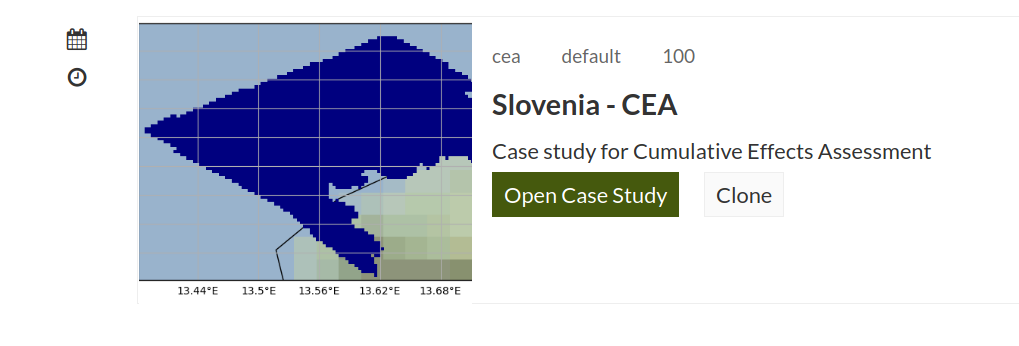 cea default 100
Slovenia - CEA
Case study for Cumulative Effects Assessment
Open Case Study Clone
13.44°E 13.5°E 13.56°E 13.62°E 13.68°E